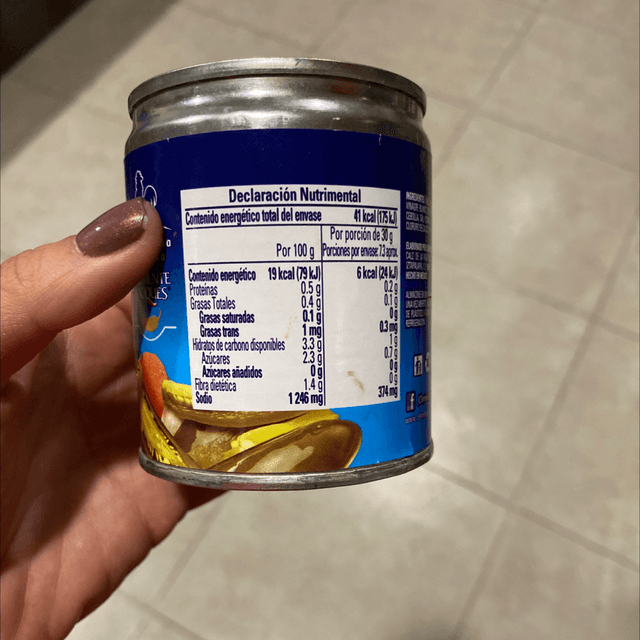 Declaración Nutrimental
Contenido energético total del envase 41 kcal (175 kJ)
Por 100 g
Por porción de 30 g
Porciones por envase: 7.3 aprox.
Contenido energético 19 kcal (79 kJ) 6 kcal (24 kJ)
Proteínas 0.5 g 0.2 g
Grasas Totales 0.4 g 0.1 g
Grasas saturadas 0.1 g 0 g
Grasas trans 1 mg 0.3 mg
Hidratos de carbono disponibles 3.3 g 1 g
Azúcares 2.3 g 0.7 g
Azúcares añadidos 0 g 0 g
Fibra dietética 1.4 g
Sodio 1 246 mg 374 mg